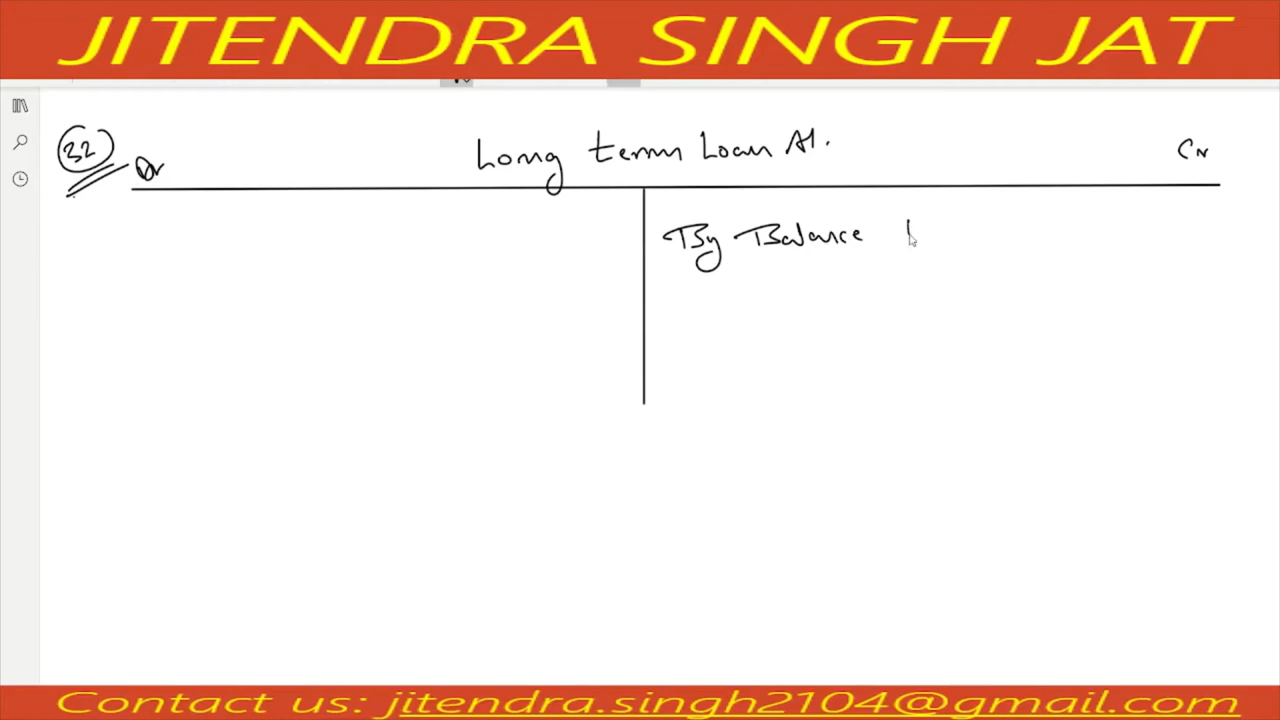 JITENDRA SINGH JAT
32 Dr Long term Loan A/. Cr
By Balance
Contact us: jitendra.singh2104@gmail.com